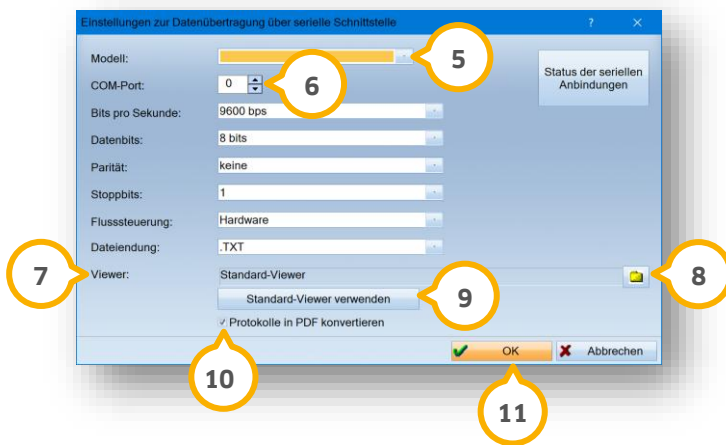 Einstellungen zur Datenübertragung über serielle Schnittstelle ? ×
Modell: 5
Status der seriellen
Anbindungen
COM-Port: 0 6
Bits pro Sekunde: 9600 bps
Datenbits: 8 bits
Parität: keine
Stoppbits: 1
Flusssteuerung: Hardware
Dateiendung: .TXT
7 Viewer: Standard-Viewer 8
Standard-Viewer verwenden 9
Protokolle in PDF konvertieren
10
OK Abbrechen
11